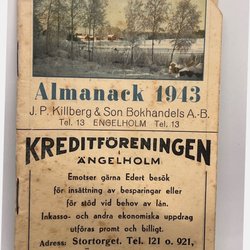 Almanack 1943
J. P. Killberg & Son Bokhandels A.-B.
Tel. 13 ENGELHOLM Tel. 13
KREDITFÖRENINGEN
ÄNGELHOLM
Emotser gärna Edert besök
för insättning av besparingar eller
för stöd vid behov av lån.
Inkasso- och andra ekonomiska uppdrag
utföras promt och billigt.
Adress: Stortorget. Tel. 121 o. 921,